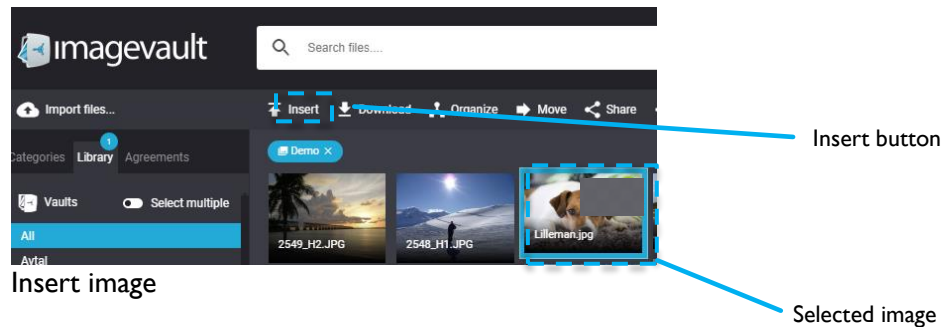 imagevault
Search files....
Import files...
Insert
Download
Organize
Move
Share
1
Categories
Library
Agreements
Demo ×
Vaults
Select multiple
All
Avtal
2549_H2.JPG
2548_H1.JPG
Lilleman.jpg
Insert button
Insert image
Selected image